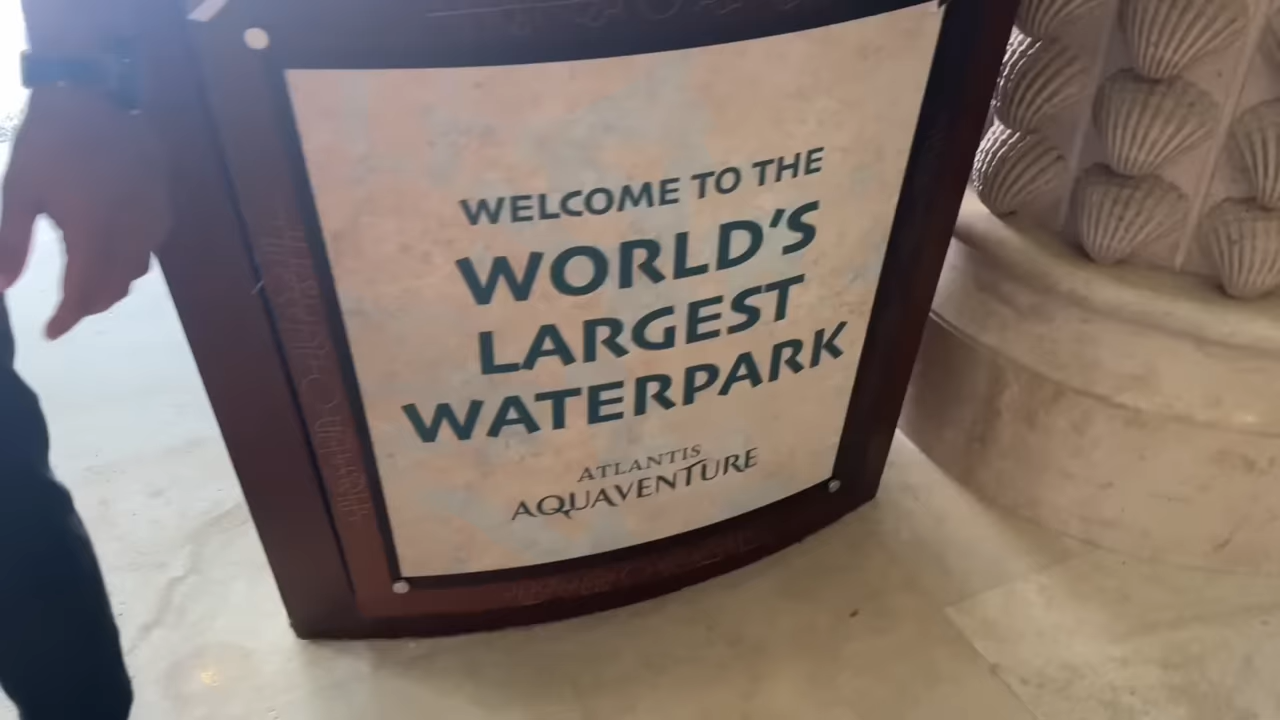 WELCOME TO THE
WORLD'S
LARGEST
WATERPARK
ATLANTIS
AQUAVENTURE